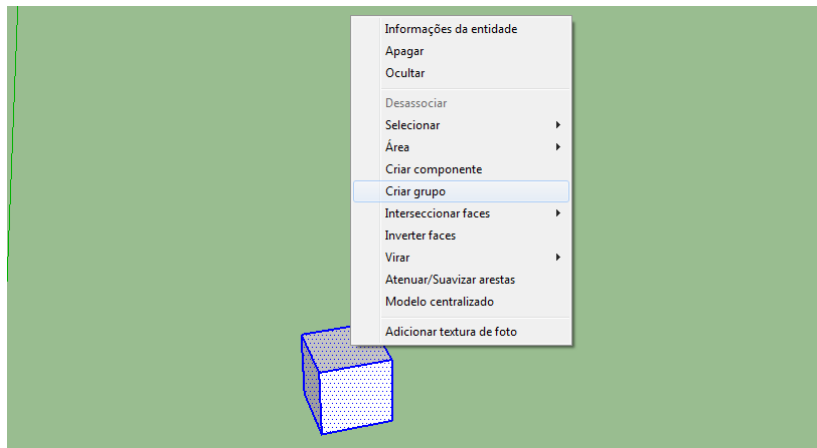 Informações da entidade
Apagar
Ocultar
Desassociar
Selecionar
Área
Criar componente
Criar grupo
Interseccionar faces
Inverter faces
Virar
Atenuar/Suavizar arestas
Modelo centralizado
Adicionar textura de foto